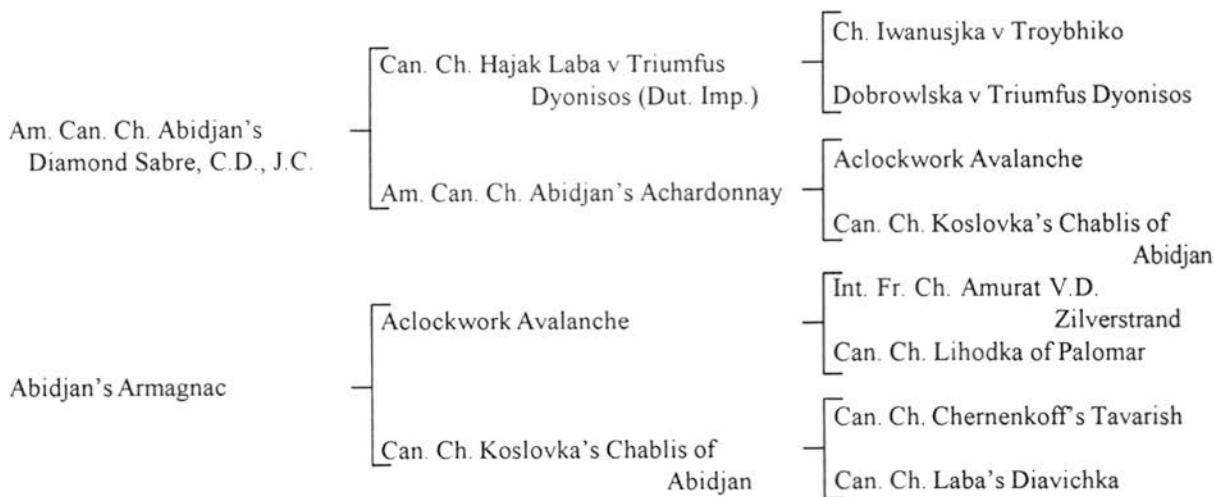 Am. Can. Ch. Abidjan's
Diamond Sabre, C.D., J.C.
Can. Ch. Hajak Laba v Triumfus
Dyonisos (Dut. Imp.)
Ch. Iwanusjka v Troybhiko
Dobrowlska v Triumfus Dyonisos
Am. Can. Ch. Abidjan's Achardonnay
Aclockwork Avalanche
Can. Ch. Koslovka's Chablis of
Abidjan
Abidjan's Armagnac
Aclockwork Avalanche
Int. Fr. Ch. Amurat V.D.
Zilverstrand
Can. Ch. Lihodka of Palomar
Can. Ch. Koslovka's Chablis of
Abidjan
Can. Ch. Chernenkoff's Tavarish
Can. Ch. Laba's Diavichka